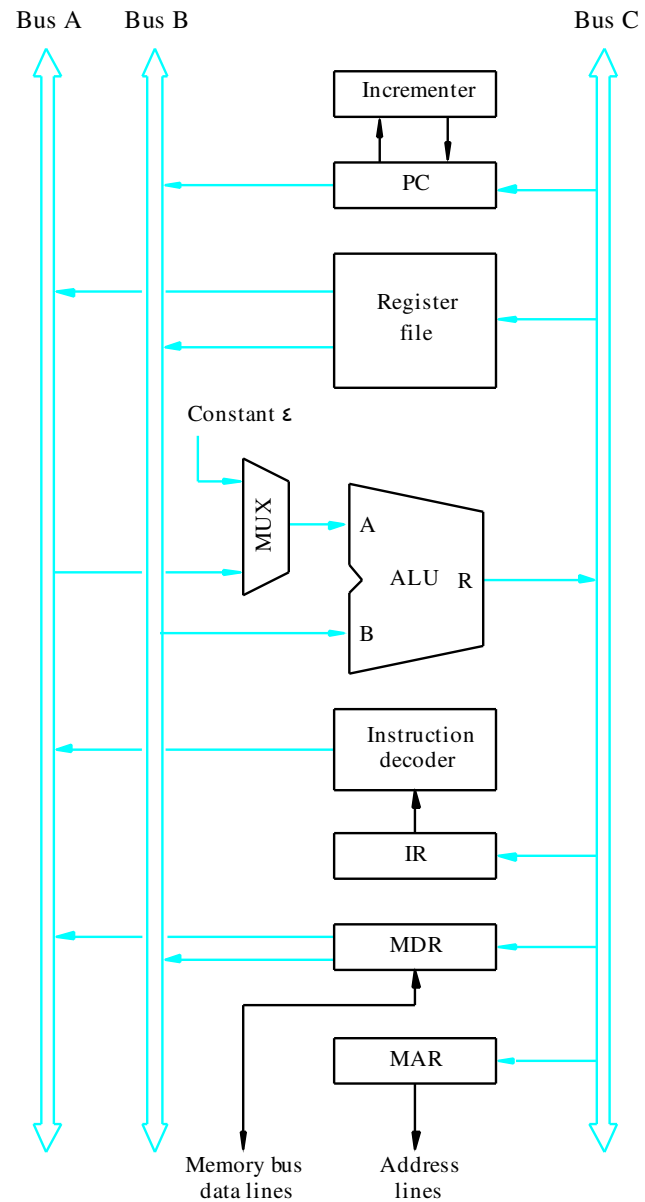 Bus A Bus B Bus C
Incrementer
PC
Register
file
Constant ٤
MUX
A
ALU R
B
Instruction
decoder
IR
MDR
MAR
Memory bus
data lines
Address
lines